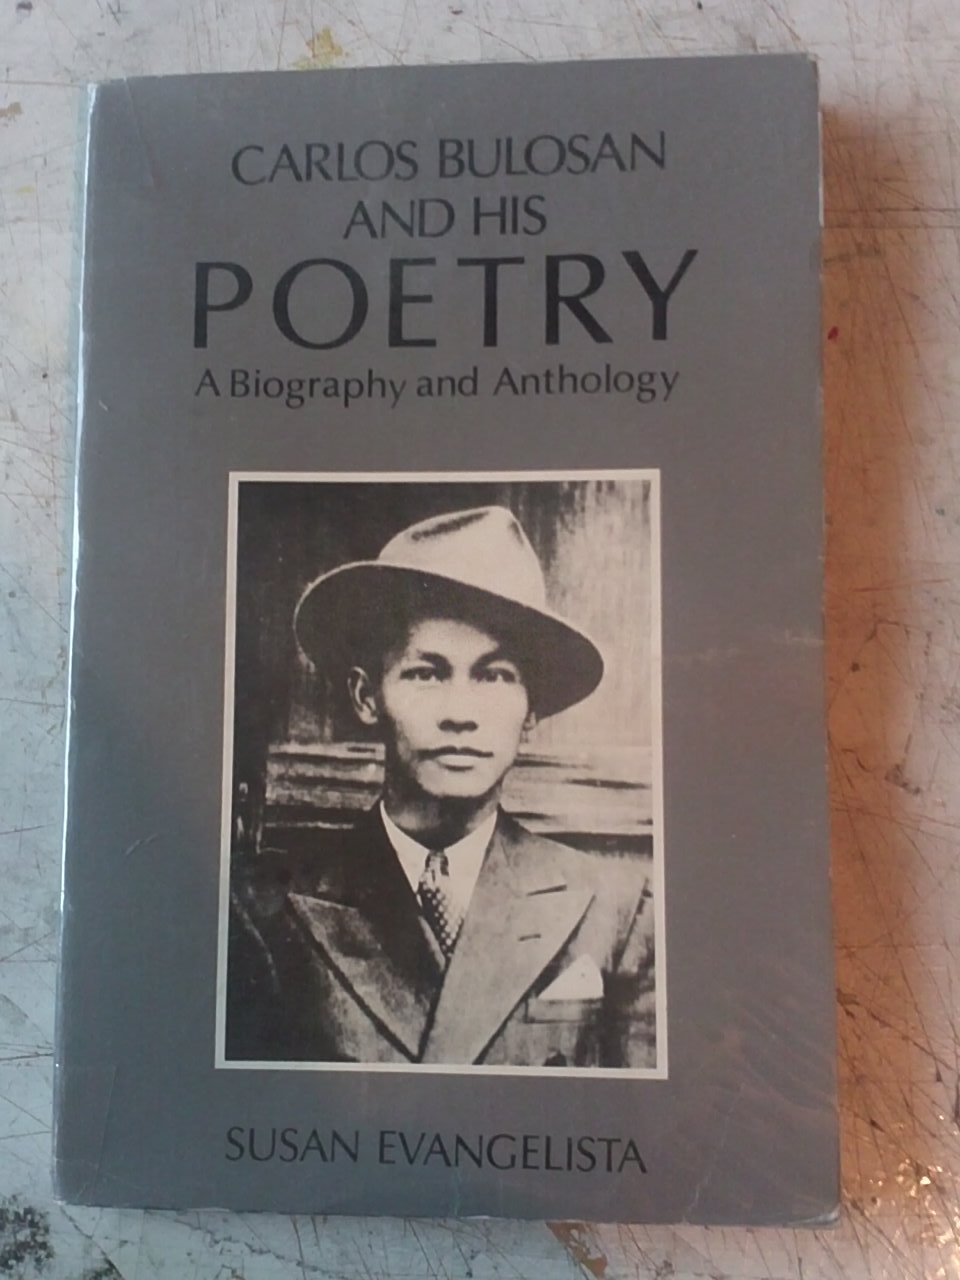 CARLOS BULOSAN
AND HIS
POETRY
A Biography and Anthology
SUSAN EVANGELISTA